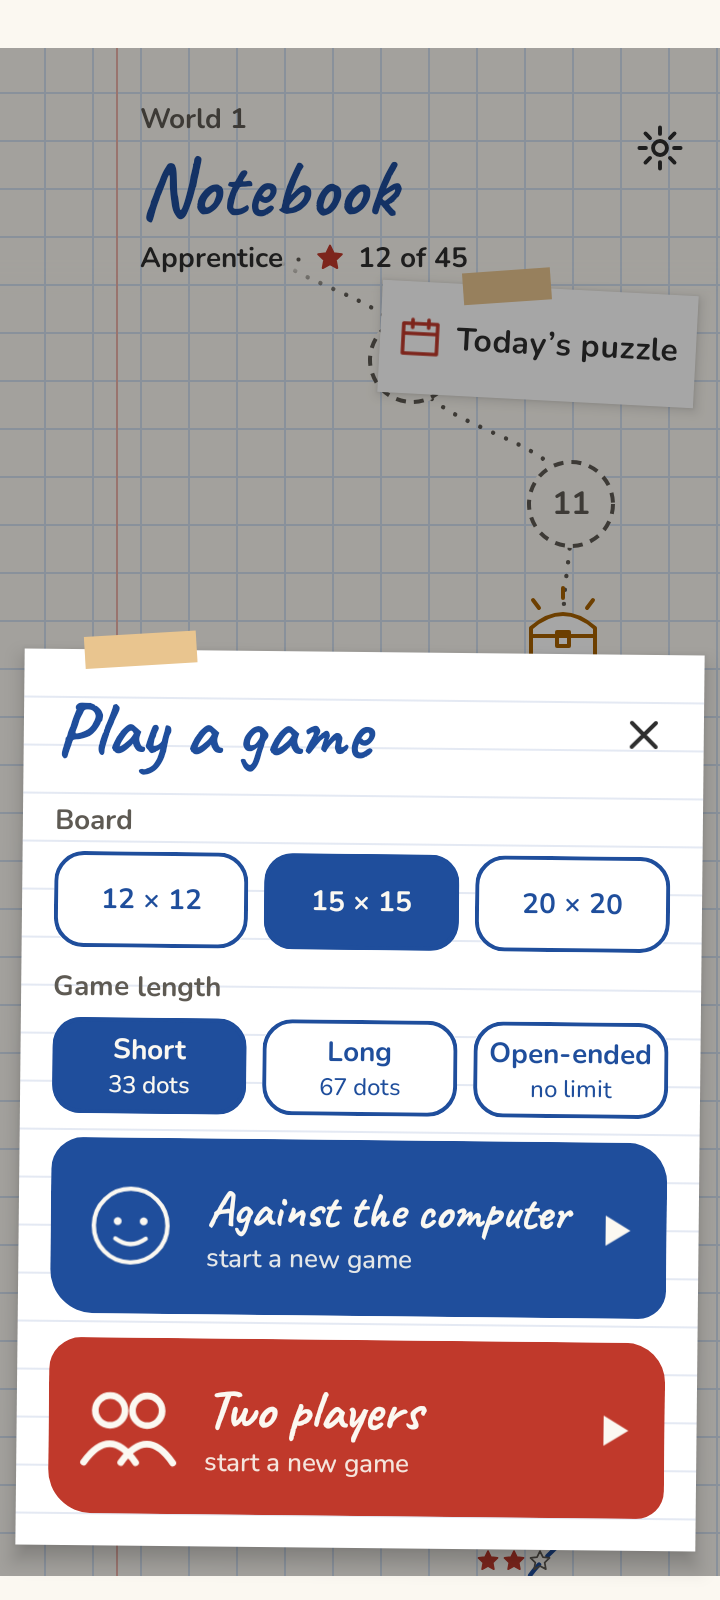 World 1
Notebook
Apprentice · 12 of 45
Today's puzzle
11
Play a game
Board
12 × 12
15 × 15
20 × 20
Game length
Short
33 dots
Long
67 dots
Open-ended
no limit
Against the computer
start a new game
Two players
start a new game